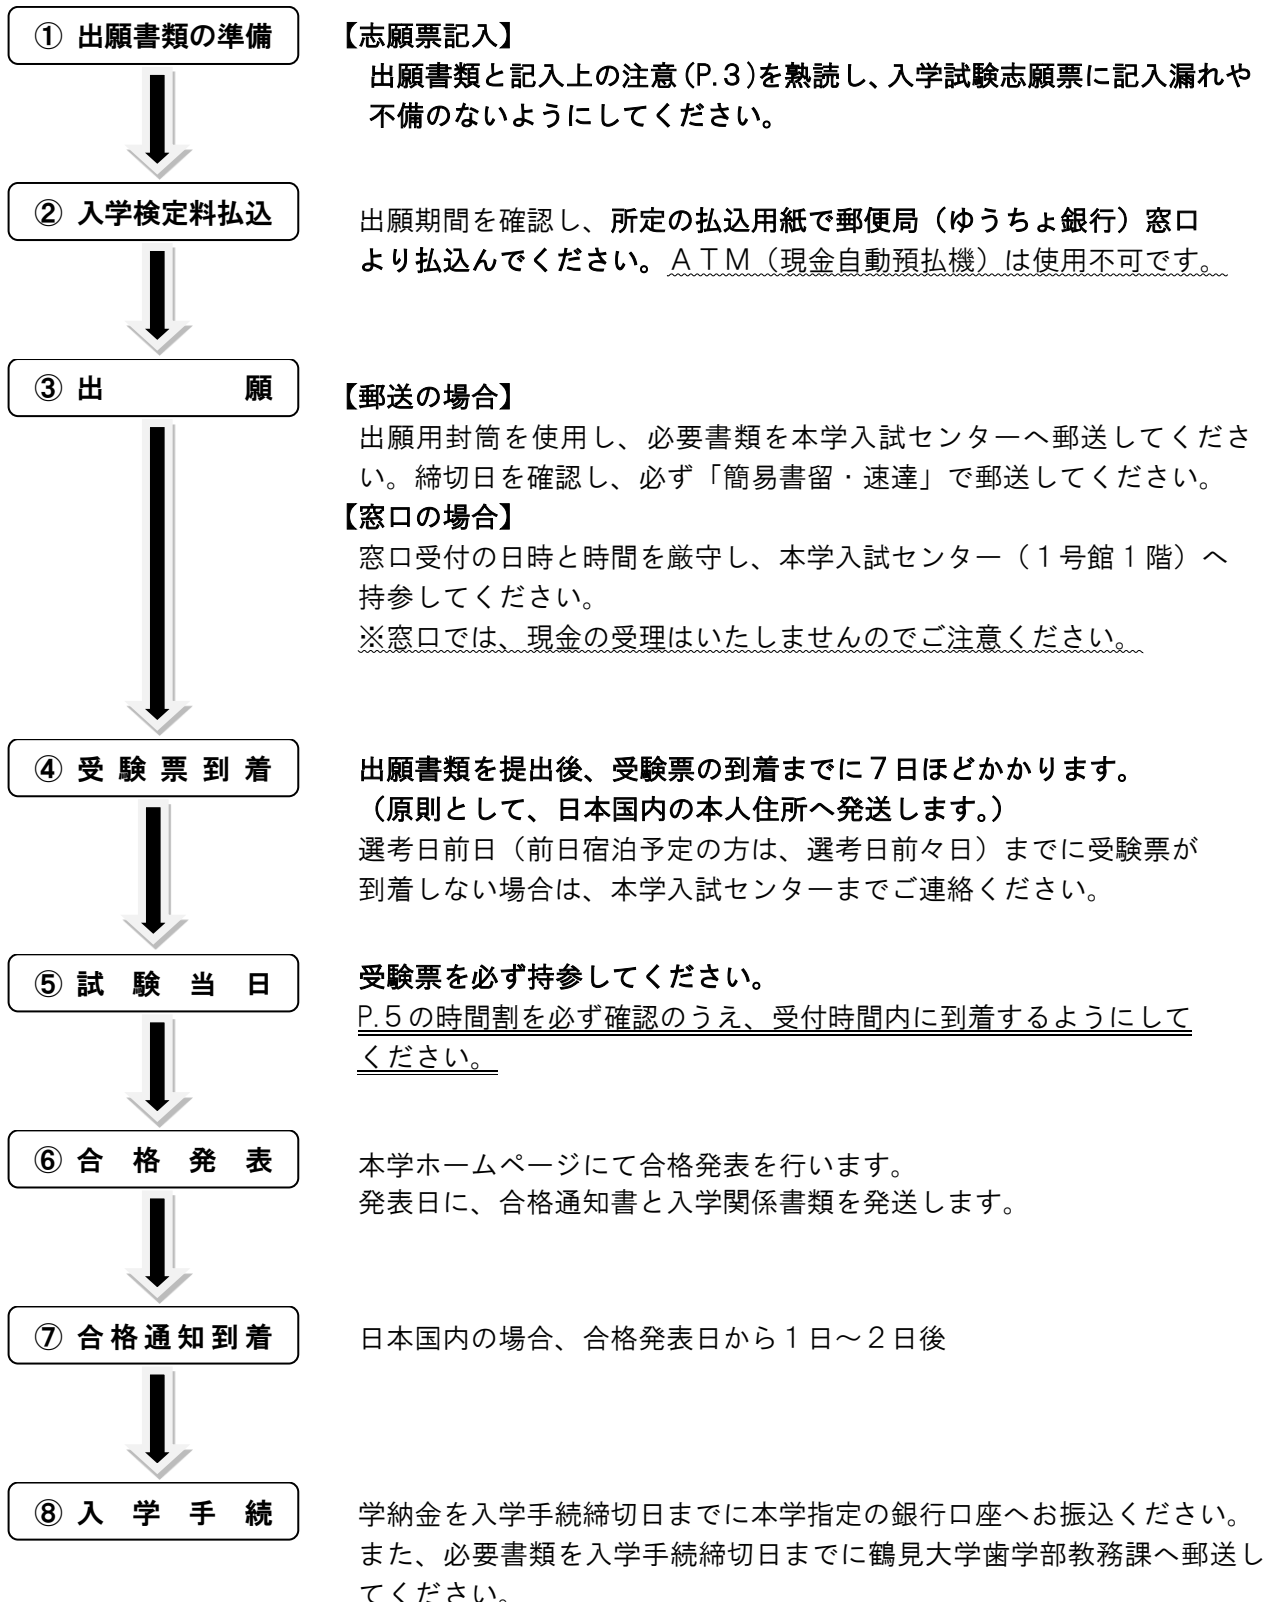 ① 出願書類の準備
【志願票記入】
出願書類と記入上の注意(P.3)を熟読し、入学試験志願票に記入漏れや
不備のないようにしてください。
② 入学検定料払込
出願期間を確認し、所定の払込用紙で郵便局（ゆうちょ銀行）窓口
より払込んでください。ＡＴＭ（現金自動預払機）は使用不可です。
③ 出　　　　　願
【郵送の場合】
出願用封筒を使用し、必要書類を本学入試センターへ郵送してくださ
い。締切日を確認し、必ず「簡易書留・速達」で郵送してください。
【窓口の場合】
窓口受付の日時と時間を厳守し、本学入試センター（１号館１階）へ
持参してください。
※窓口では、現金の受理はいたしませんのでご注意ください。
④ 受 験 票 到 着
出願書類を提出後、受験票の到着までに７日ほどかかります。
（原則として、日本国内の本人住所へ発送します。）
選考日前日（前日宿泊予定の方は、選考日前々日）までに受験票が
到着しない場合は、本学入試センターまでご連絡ください。
⑤ 試　験　当　日
受験票を必ず持参してください。
P.５の時間割を必ず確認のうえ、受付時間内に到着するようにして
ください。
⑥ 合　格　発　表
本学ホームページにて合格発表を行います。
発表日に、合格通知書と入学関係書類を発送します。
⑦ 合格通知到着
日本国内の場合、合格発表日から１日～２日後
⑧ 入　学　手　続
学納金を入学手続締切日までに本学指定の銀行口座へお振込ください。
また、必要書類を入学手続締切日までに鶴見大学歯学部教務課へ郵送し
てください。